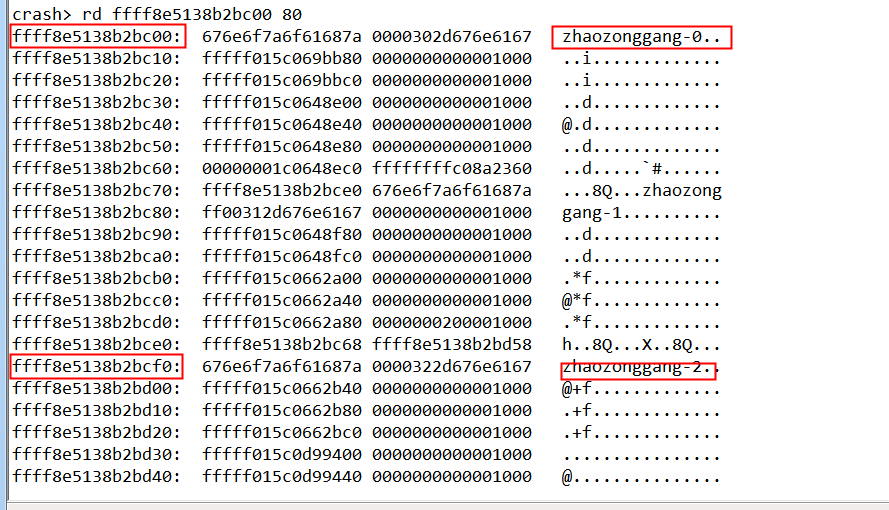 crash> rd ffff8e5138b2bc00 80
ffff8e5138b2bc00:  676e6f7a6f61687a 0000302d676e6167   zhaozonggang-0..
ffff8e5138b2bc10:  fffff015c069bb80 0000000000001000   ..i.............
ffff8e5138b2bc20:  fffff015c069bbc0 0000000000001000   ..i.............
ffff8e5138b2bc30:  fffff015c0648e00 0000000000001000   ..d.............
ffff8e5138b2bc40:  fffff015c0648e40 0000000000001000   @.d.............
ffff8e5138b2bc50:  fffff015c0648e80 0000000000001000   ..d.............
ffff8e5138b2bc60:  00000001c0648ec0 ffffffffc08a2360   ..d.....`#......
ffff8e5138b2bc70:  ffff8e5138b2bce0 676e6f7a6f61687a   ...8Q...zhaozong
ffff8e5138b2bc80:  ff00312d676e6167 0000000000001000   gang-1..........
ffff8e5138b2bc90:  fffff015c0648f80 0000000000001000   ..d.............
ffff8e5138b2bca0:  fffff015c0648fc0 0000000000001000   ..d.............
ffff8e5138b2bcb0:  fffff015c0662a00 0000000000001000   .*f.............
ffff8e5138b2bcc0:  fffff015c0662a40 0000000000001000   @*f.............
ffff8e5138b2bcd0:  fffff015c0662a80 0000000200001000   .*f.............
ffff8e5138b2bce0:  ffff8e5138b2bc68 ffff8e5138b2bd58   h..8Q...X..8Q...
ffff8e5138b2bcf0:  676e6f7a6f61687a 0000322d676e6167   zhaozonggang-2..
ffff8e5138b2bd00:  fffff015c0662b40 0000000000001000   @+f.............
ffff8e5138b2bd10:  fffff015c0662b80 0000000000001000   .+f.............
ffff8e5138b2bd20:  fffff015c0662bc0 0000000000001000   .+f.............
ffff8e5138b2bd30:  fffff015c0d99400 0000000000001000   ................
ffff8e5138b2bd40:  fffff015c0d99440 0000000000001000   @...............